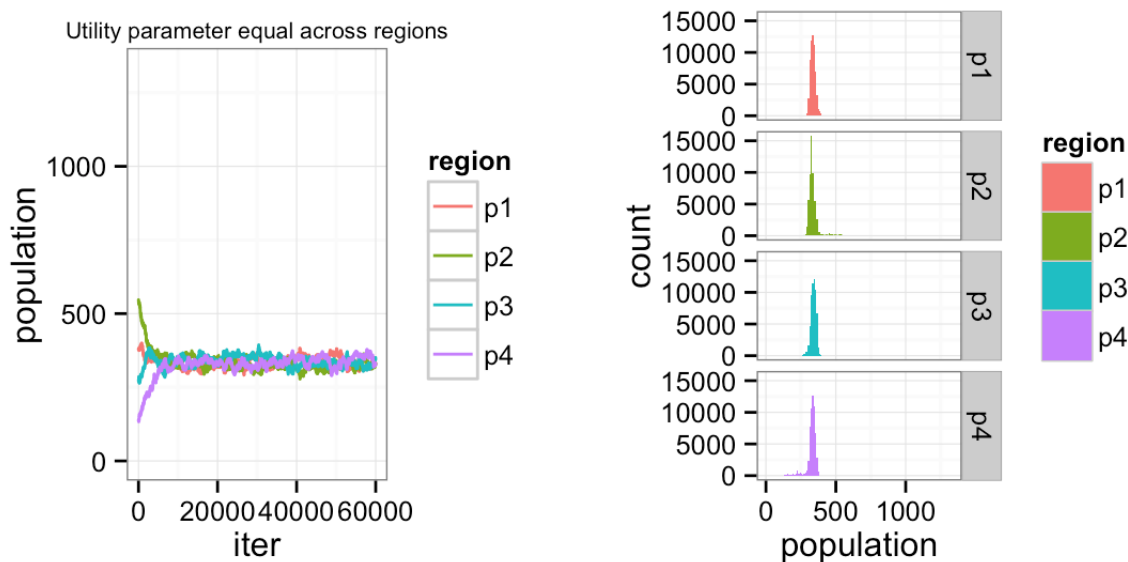 Utility parameter equal across regions
population
1000
500
0
0 20000 40000 60000
iter
region
p1
p2
p3
p4
count
15000
10000
5000
0
p1
15000
10000
5000
0
p2
15000
10000
5000
0
p3
15000
10000
5000
0
p4
0 500 1000
population
region
p1
p2
p3
p4